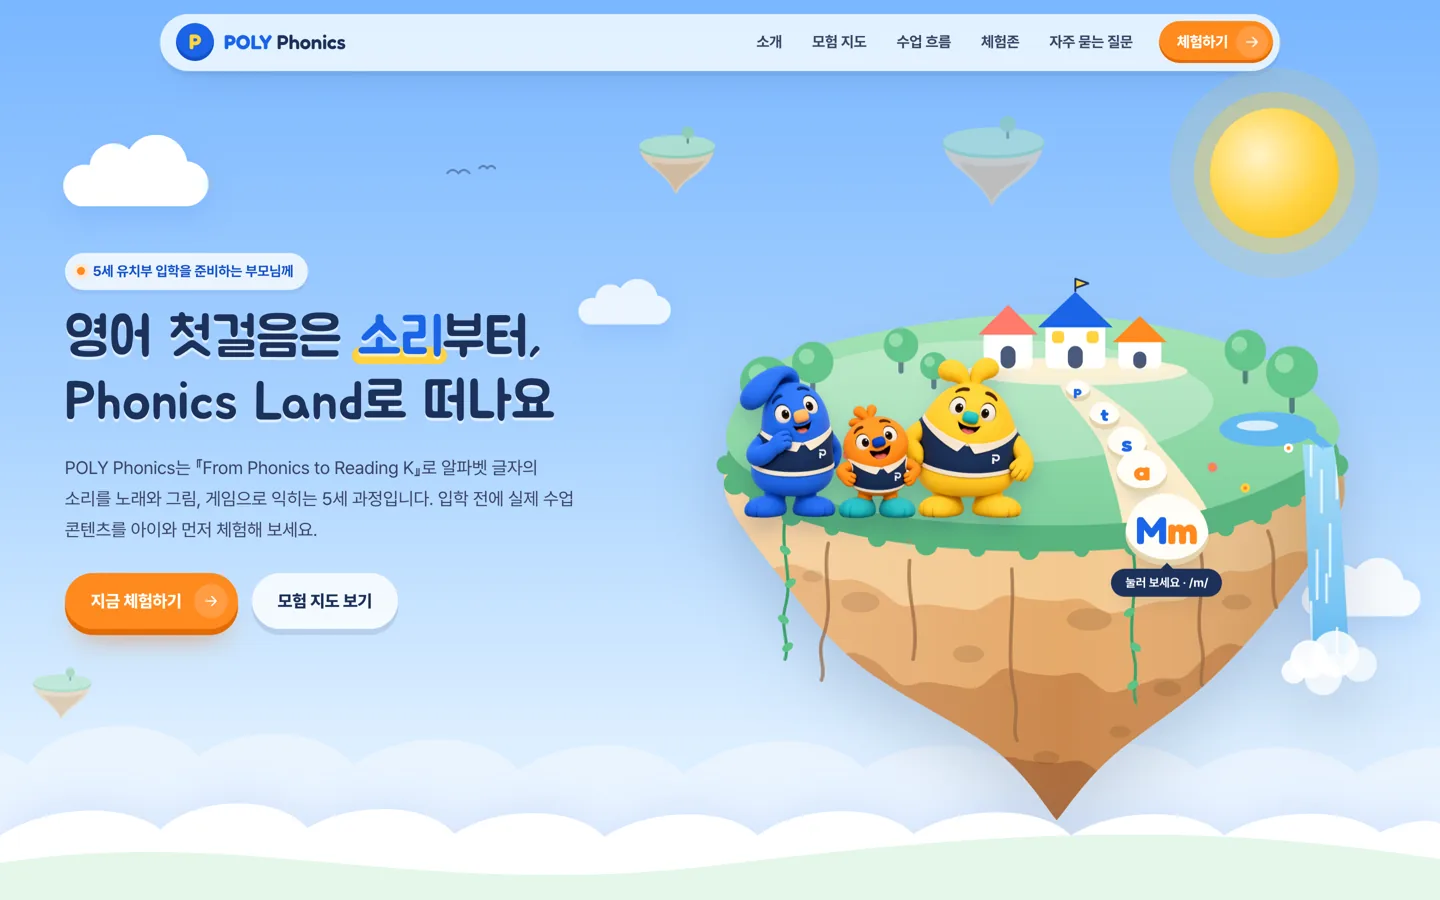 P POLY Phonics
소개 모험 지도 수업 흐름 체험존 자주 묻는 질문 체험하기 →
5세 유치부 입학을 준비하는 부모님께
영어 첫걸음은 소리부터,
Phonics Land로 떠나요
POLY Phonics는 『From Phonics to Reading K』로 알파벳 글자의
소리를 노래와 그림, 게임으로 익히는 5세 과정입니다. 입학 전에 실제 수업
콘텐츠를 아이와 먼저 체험해 보세요.
지금 체험하기 →
모험 지도 보기
p
t
s
a
Mm
눌러 보세요 · /m/
P
P
P